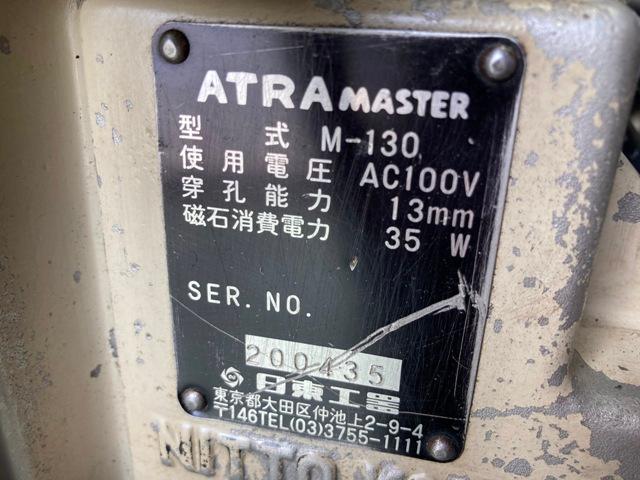 ATRA MASTER
型式 M-130
使用電圧 AC100V
穿孔能力 13mm
磁石消費電力 35 W
SER. NO.
200435
日東工器
東京都大田区仲池上2-9-4
〒146TEL(03)3755-1111
NITTO